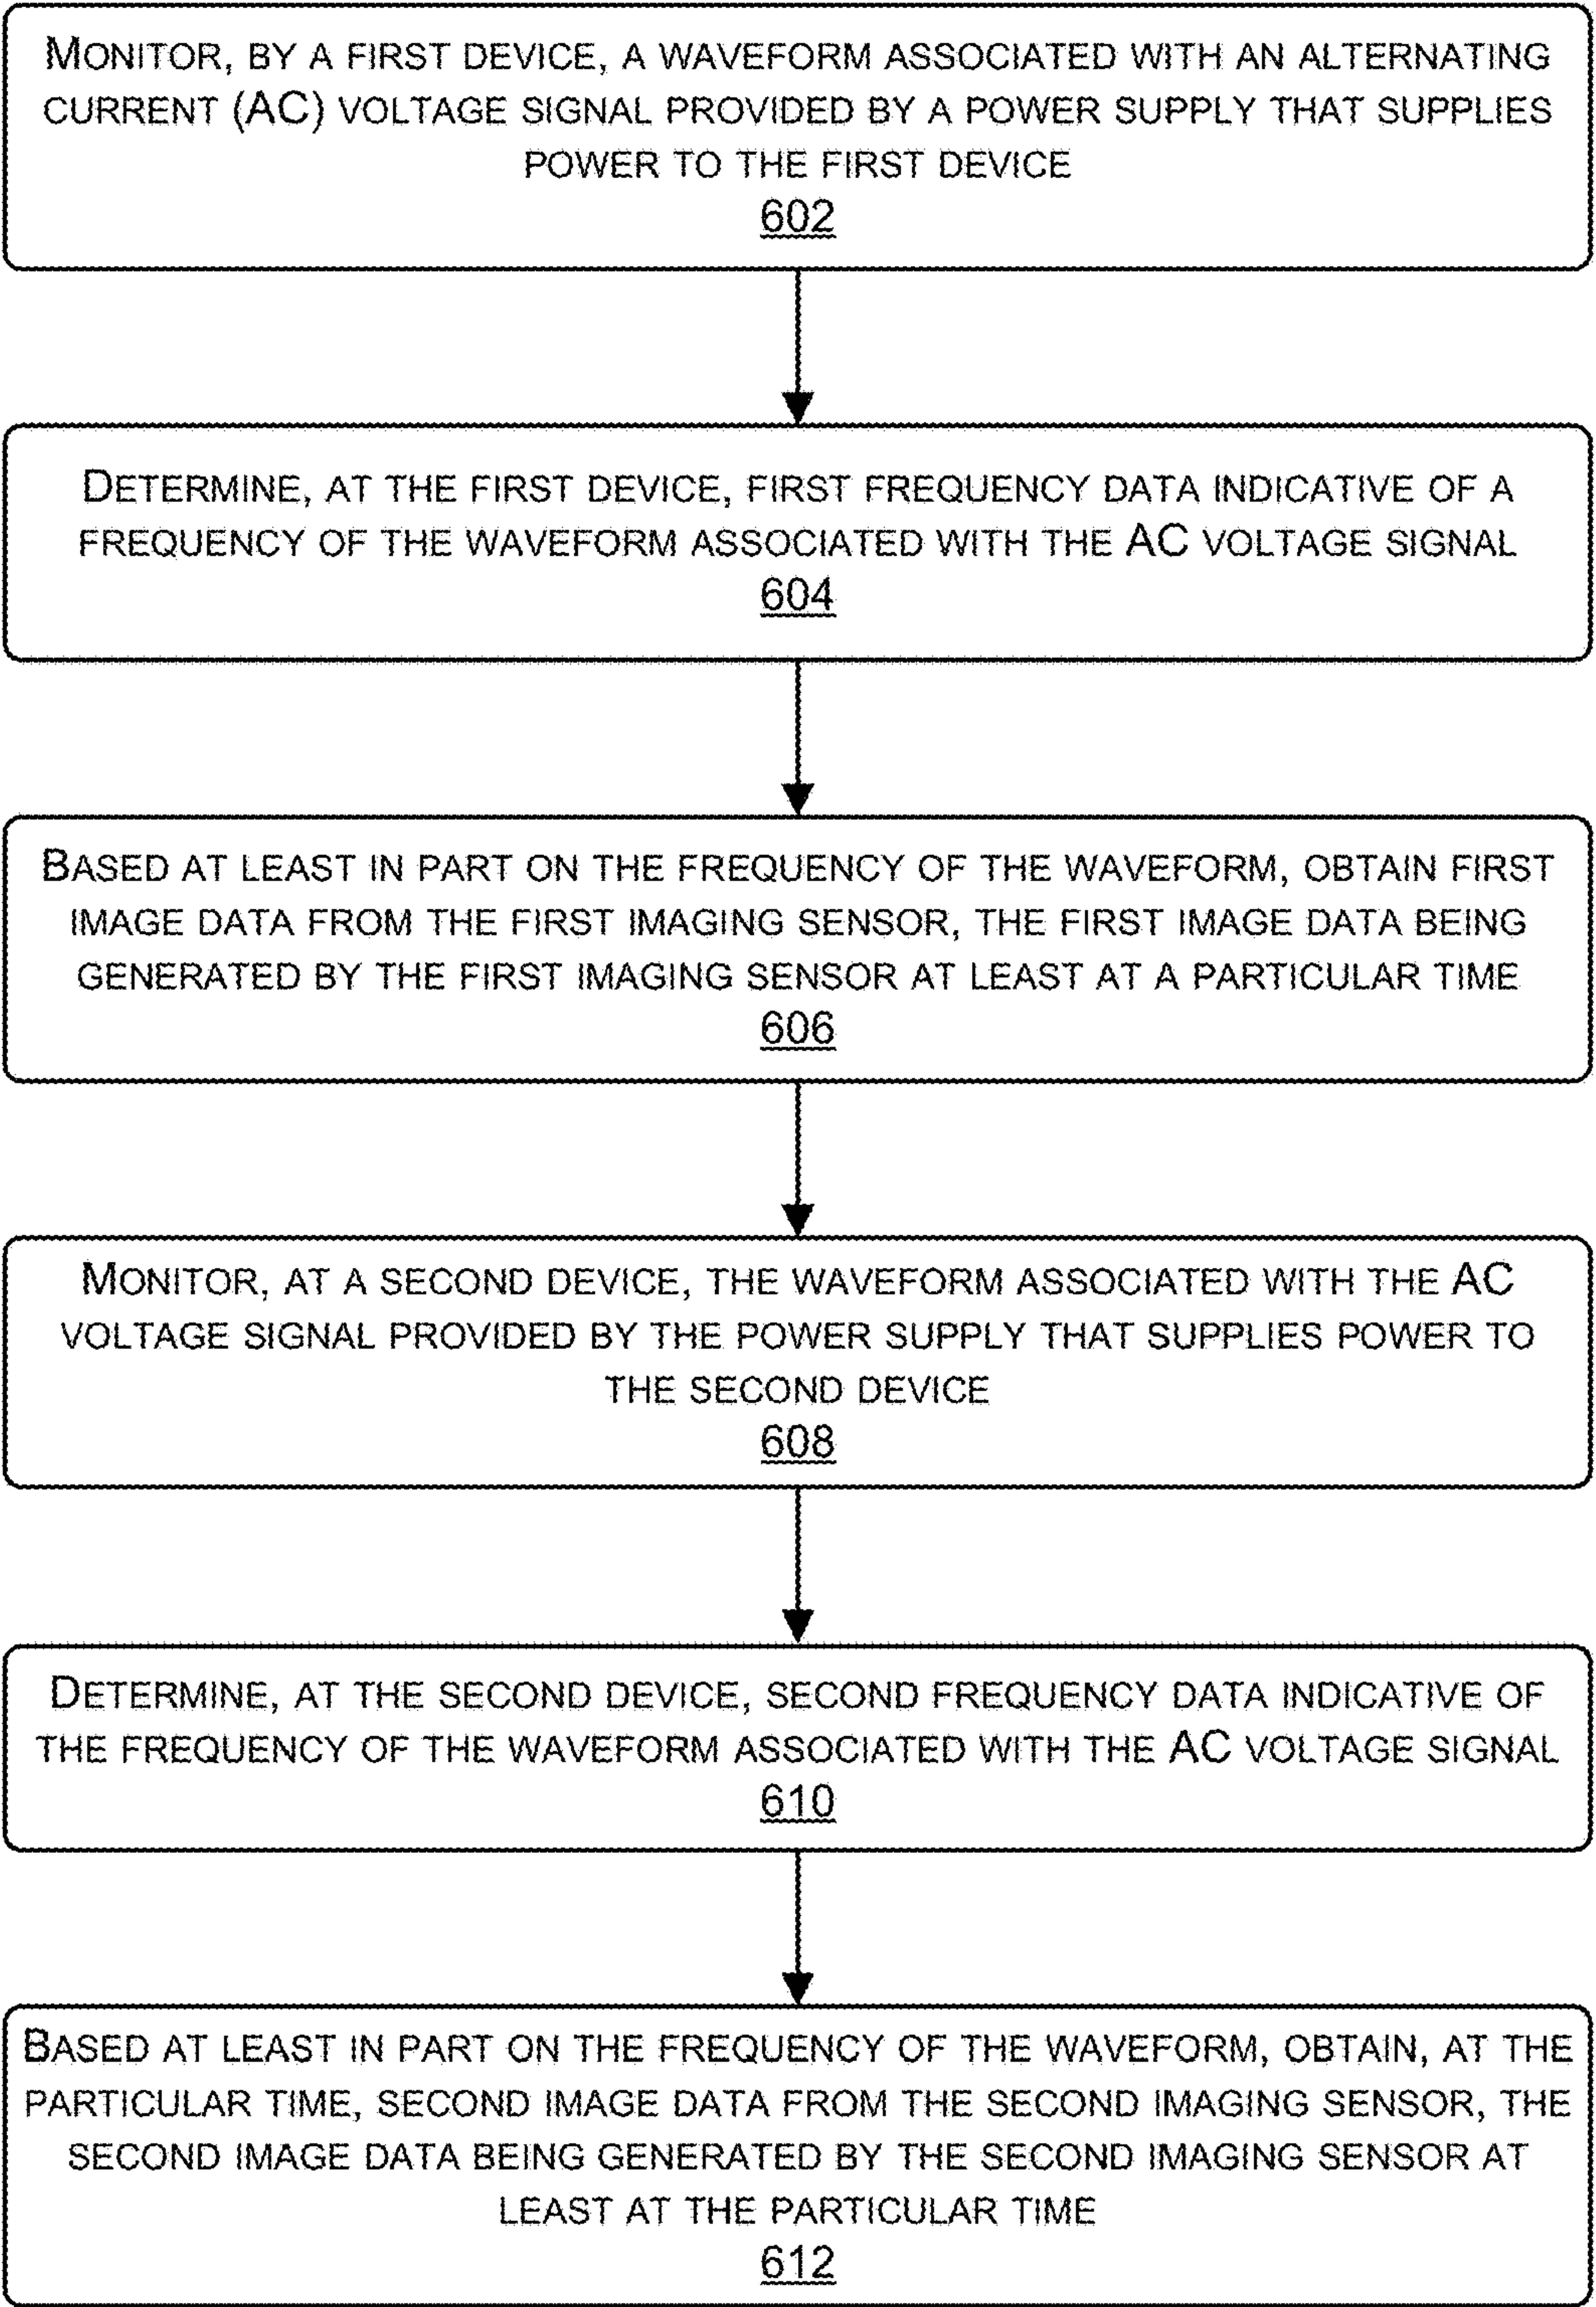 MONITOR, BY A FIRST DEVICE, A WAVEFORM ASSOCIATED WITH AN ALTERNATING
CURRENT (AC) VOLTAGE SIGNAL PROVIDED BY A POWER SUPPLY THAT SUPPLIES
POWER TO THE FIRST DEVICE
602
DETERMINE, AT THE FIRST DEVICE, FIRST FREQUENCY DATA INDICATIVE OF A
FREQUENCY OF THE WAVEFORM ASSOCIATED WITH THE AC VOLTAGE SIGNAL
604
BASED AT LEAST IN PART ON THE FREQUENCY OF THE WAVEFORM, OBTAIN FIRST
IMAGE DATA FROM THE FIRST IMAGING SENSOR, THE FIRST IMAGE DATA BEING
GENERATED BY THE FIRST IMAGING SENSOR AT LEAST AT A PARTICULAR TIME
606
MONITOR, AT A SECOND DEVICE, THE WAVEFORM ASSOCIATED WITH THE AC
VOLTAGE SIGNAL PROVIDED BY THE POWER SUPPLY THAT SUPPLIES POWER TO
THE SECOND DEVICE
608
DETERMINE, AT THE SECOND DEVICE, SECOND FREQUENCY DATA INDICATIVE OF
THE FREQUENCY OF THE WAVEFORM ASSOCIATED WITH THE AC VOLTAGE SIGNAL
610
BASED AT LEAST IN PART ON THE FREQUENCY OF THE WAVEFORM, OBTAIN, AT THE
PARTICULAR TIME, SECOND IMAGE DATA FROM THE SECOND IMAGING SENSOR, THE
SECOND IMAGE DATA BEING GENERATED BY THE SECOND IMAGING SENSOR AT
LEAST AT THE PARTICULAR TIME
612